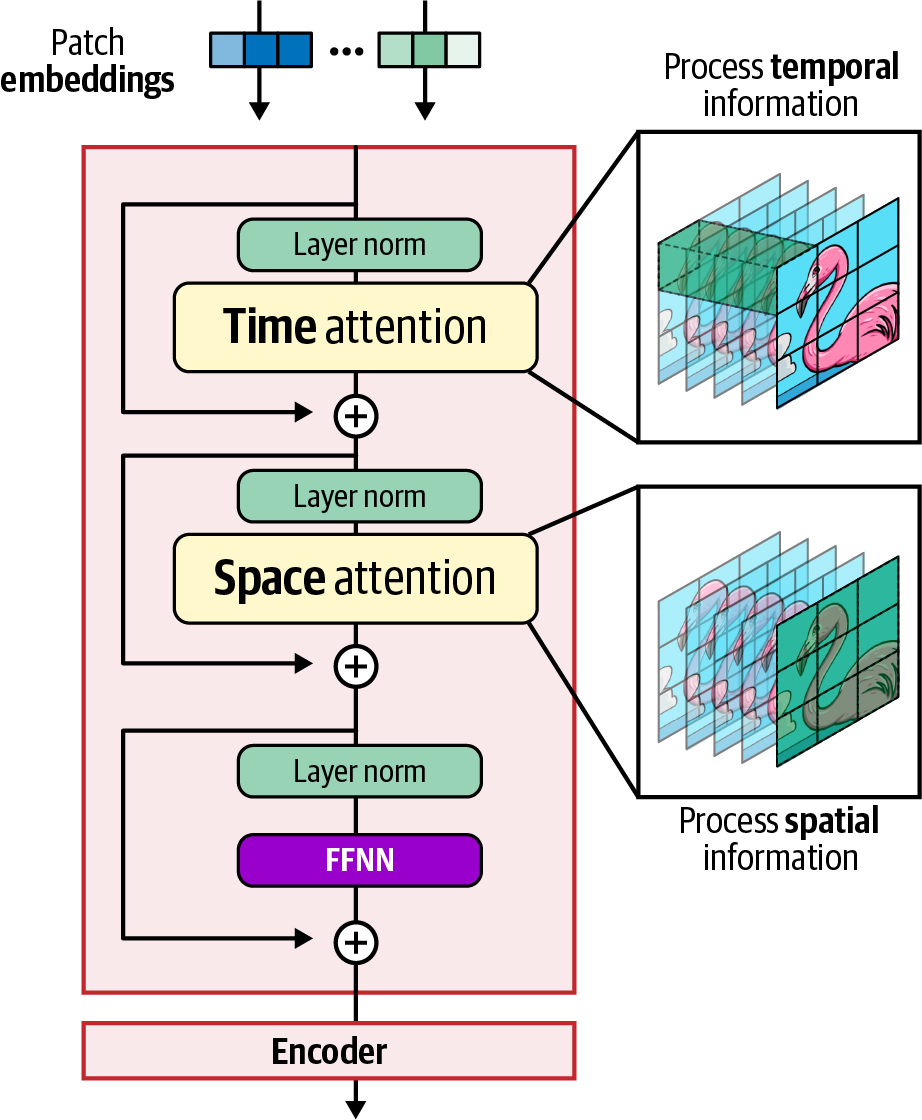 Patch
embeddings
Process temporal
information
Layer norm
Time attention
Layer norm
Space attention
Layer norm
FFNN
Process spatial
information
Encoder